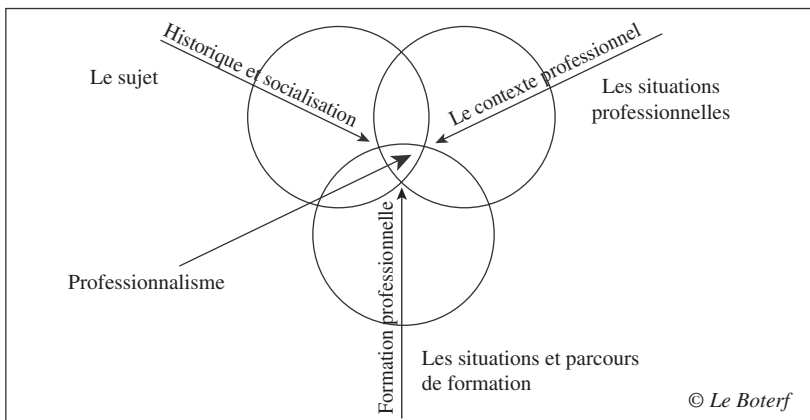 Historique et socialisation
Le sujet
Le contexte professionnel
Les situations
professionnelles
Professionnalisme
Formation professionnelle
Les situations et parcours
de formation
© Le Boterf